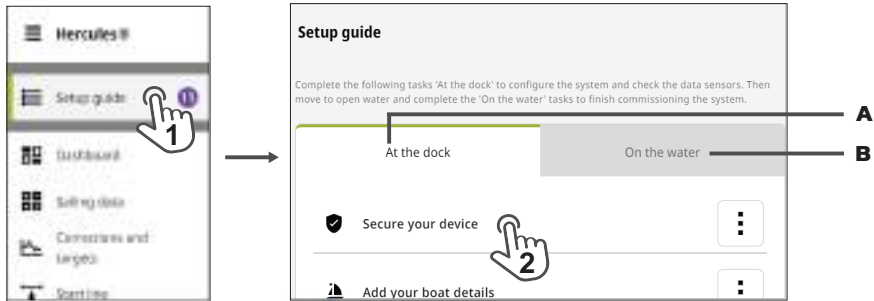 Hercules®
Setup guide
11
1
Dashboard
Sailing data
Corrections and
targets
Start line
Setup guide
Complete the following tasks 'At the dock' to configure the system and check the data sensors. Then
move to open water and complete the 'On the water' tasks to finish commissioning the system.
A
At the dock
On the water
B
Secure your device
2
Add your boat details